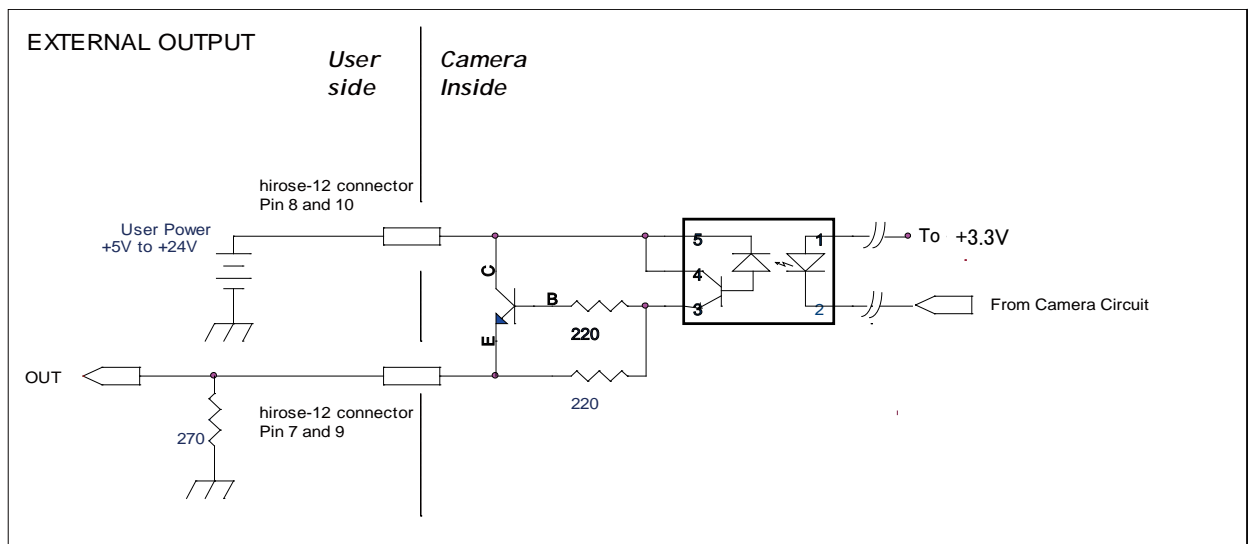 EXTERNAL OUTPUT
User
side
Camera
Inside
hirose-12 connector
Pin 8 and 10
User Power
+5V to +24V
C
B
E
220
220
5
4
3
1
2
To +3.3V
From Camera Circuit
OUT
270
hirose-12 connector
Pin 7 and 9